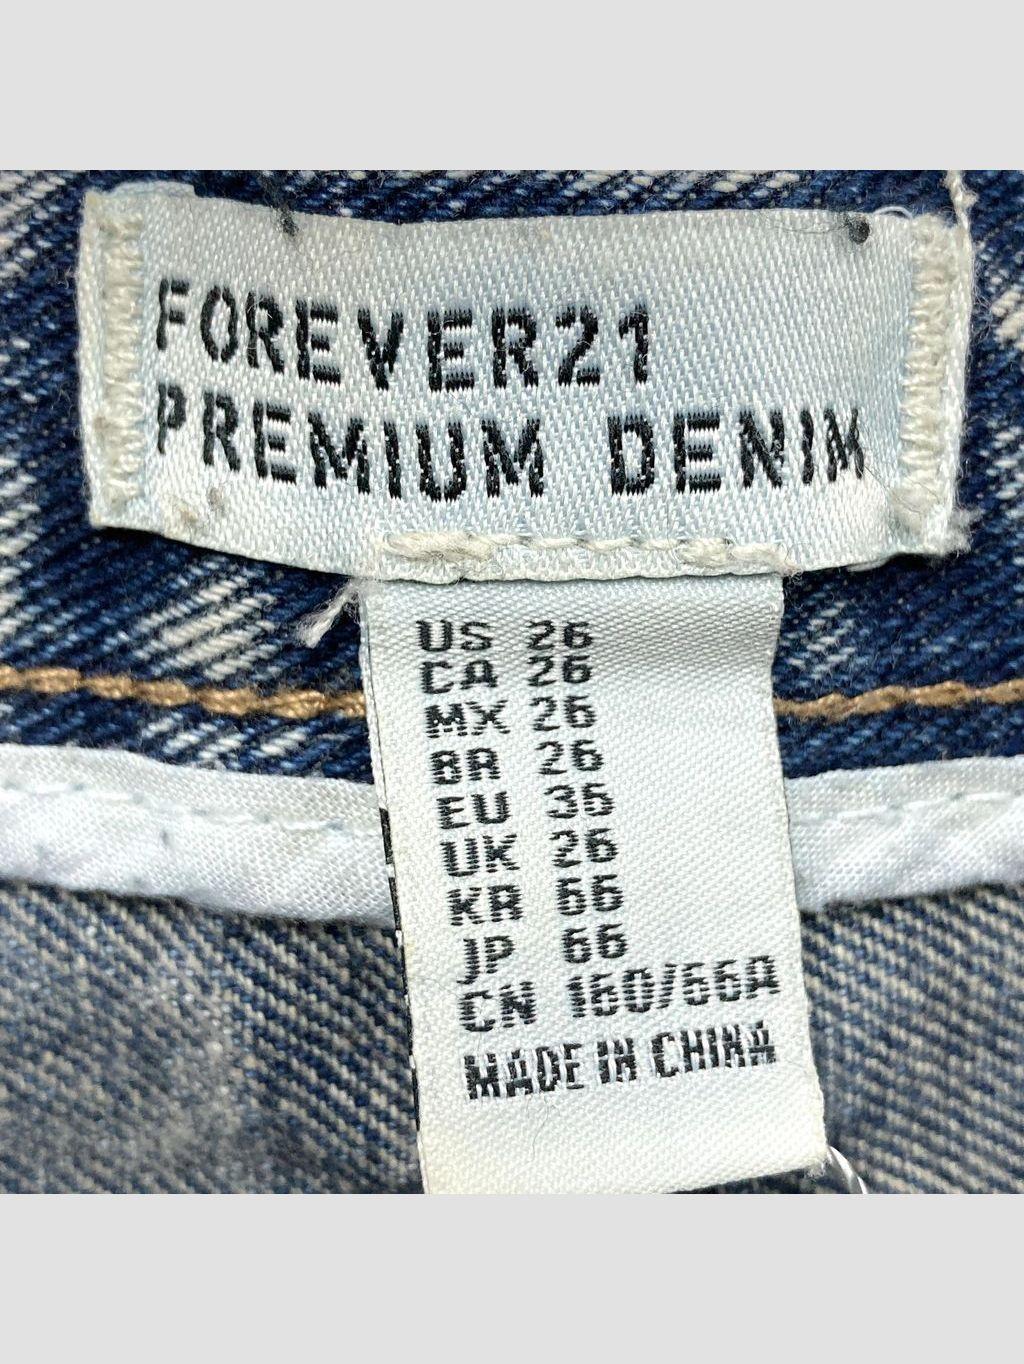 FOREVER21
PREMIUM DENIM
US 26
CA 26
MX 26
BR 26
EU 36
UK 26
KR 66
JP 66
CN 160/66A
MADE IN CHINA